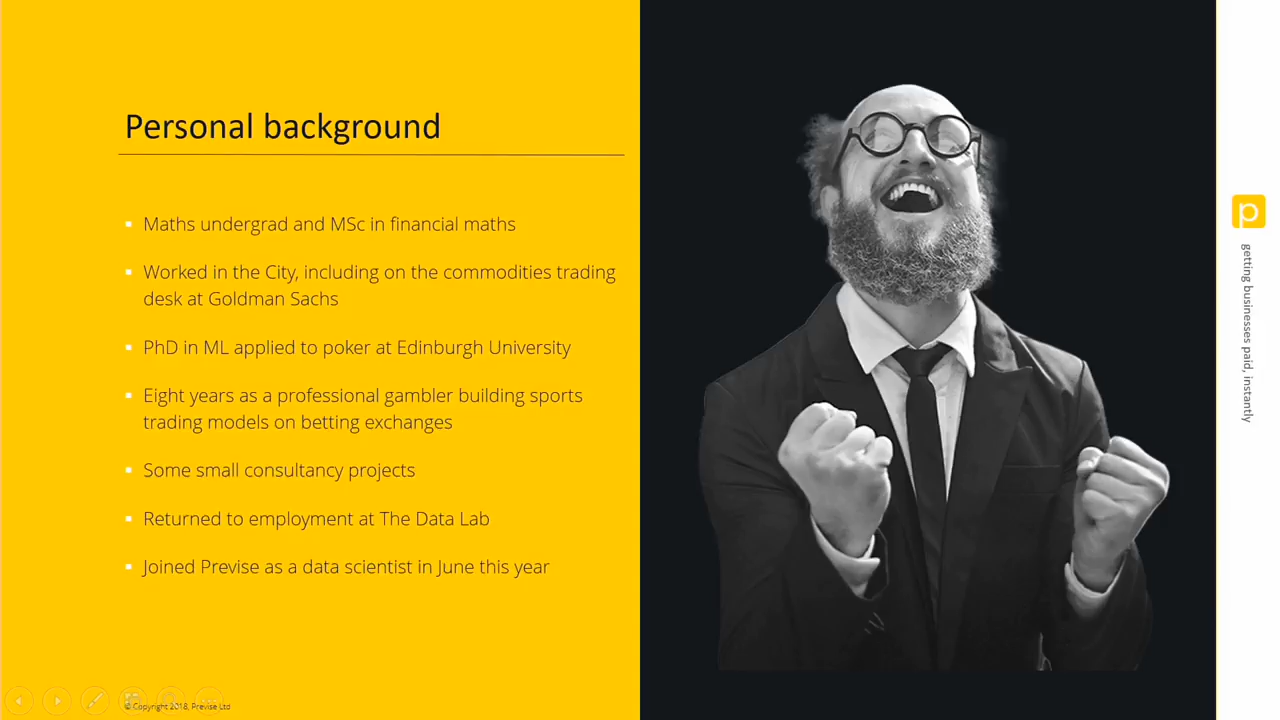 Personal background
Maths undergrad and MSc in financial maths
Worked in the City, including on the commodities trading
desk at Goldman Sachs
PhD in ML applied to poker at Edinburgh University
Eight years as a professional gambler building sports
trading models on betting exchanges
Some small consultancy projects
Returned to employment at The Data Lab
Joined Previse as a data scientist in June this year
© Copyright 2018, Previse Ltd
p
getting businesses paid, instantly